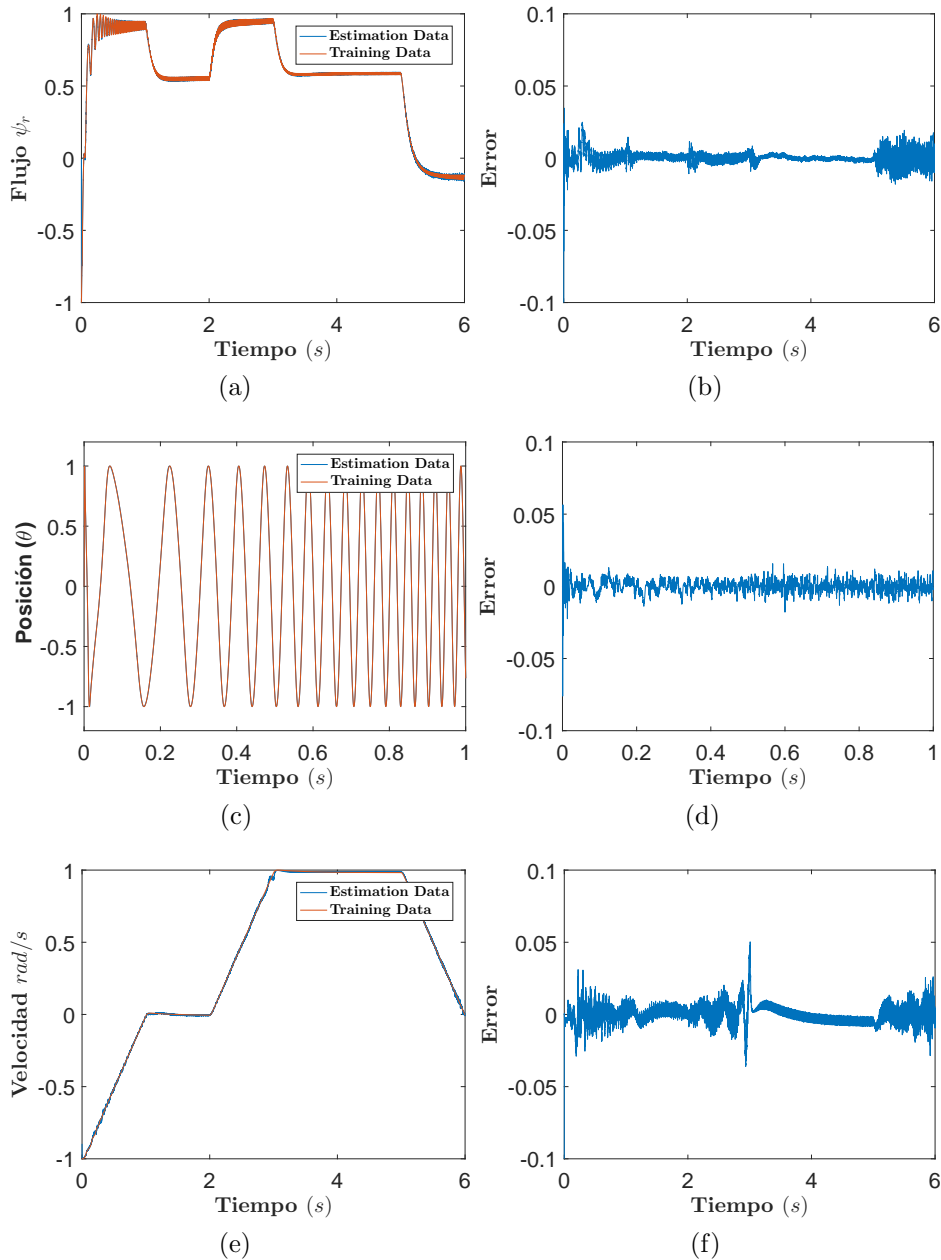 1
0.5
0
-0.5
-1
Flujo ψr
Estimation Data
Training Data
0 2 4 6
Tiempo (s)
(a)
0.1
0.05
0
-0.05
-0.1
Error
0 2 4 6
Tiempo (s)
(b)
1
0.5
0
-0.5
-1
Posición (θ)
Estimation Data
Training Data
0 0.2 0.4 0.6 0.8 1
Tiempo (s)
(c)
0.1
0.05
0
-0.05
-0.1
Error
0 0.2 0.4 0.6 0.8 1
Tiempo (s)
(d)
1
0.5
0
-0.5
-1
Velocidad rad/s
Estimation Data
Training Data
0 2 4 6
Tiempo (s)
(e)
0.1
0.05
0
-0.05
-0.1
Error
0 2 4 6
Tiempo (s)
(f)